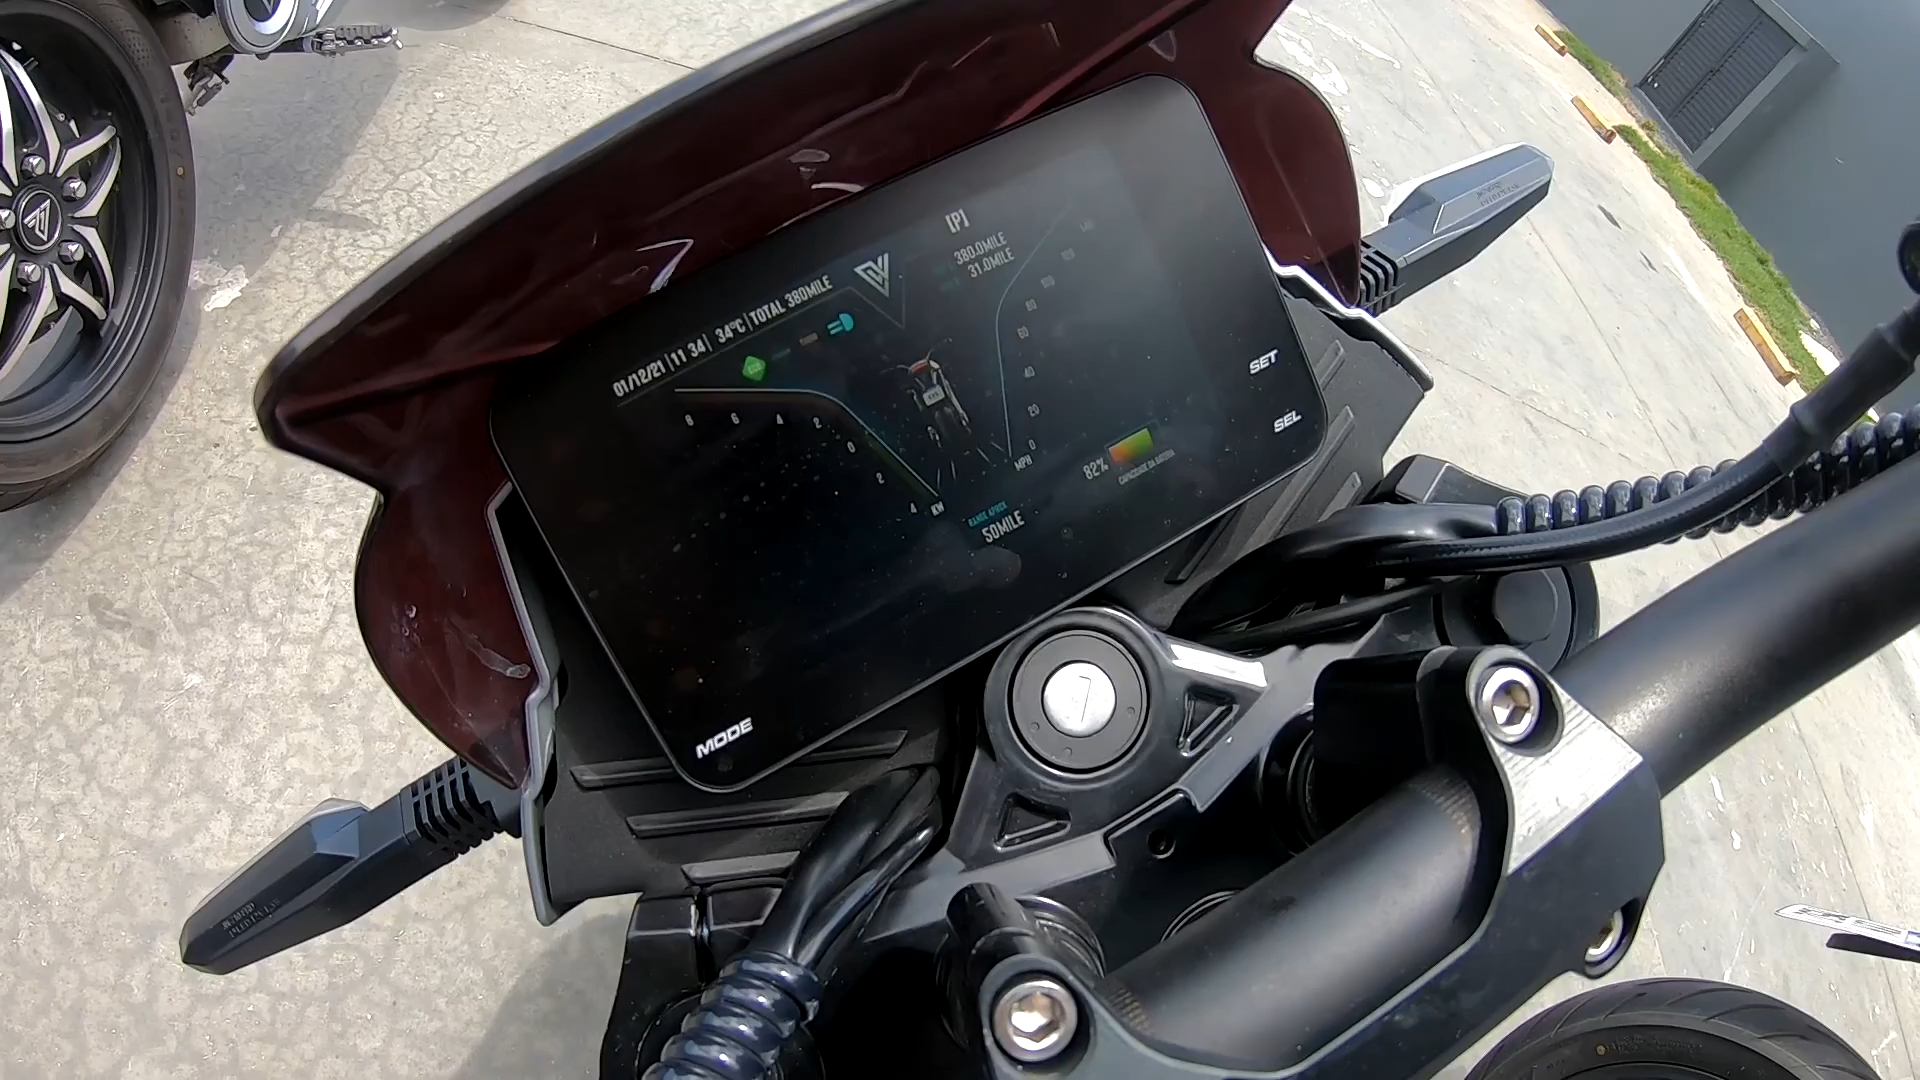 [P]
380.0MILE
31.0MILE
01/12/21 | 11 34 | 34°C | TOTAL 380MILE
140
120
100
80
60
40
20
0
MPH
8
6
4
2
0
2
4
KW
SET
SEL
82%
CAPACIDADE DA BATERIA
RANGE APROX
50MILE
MODE